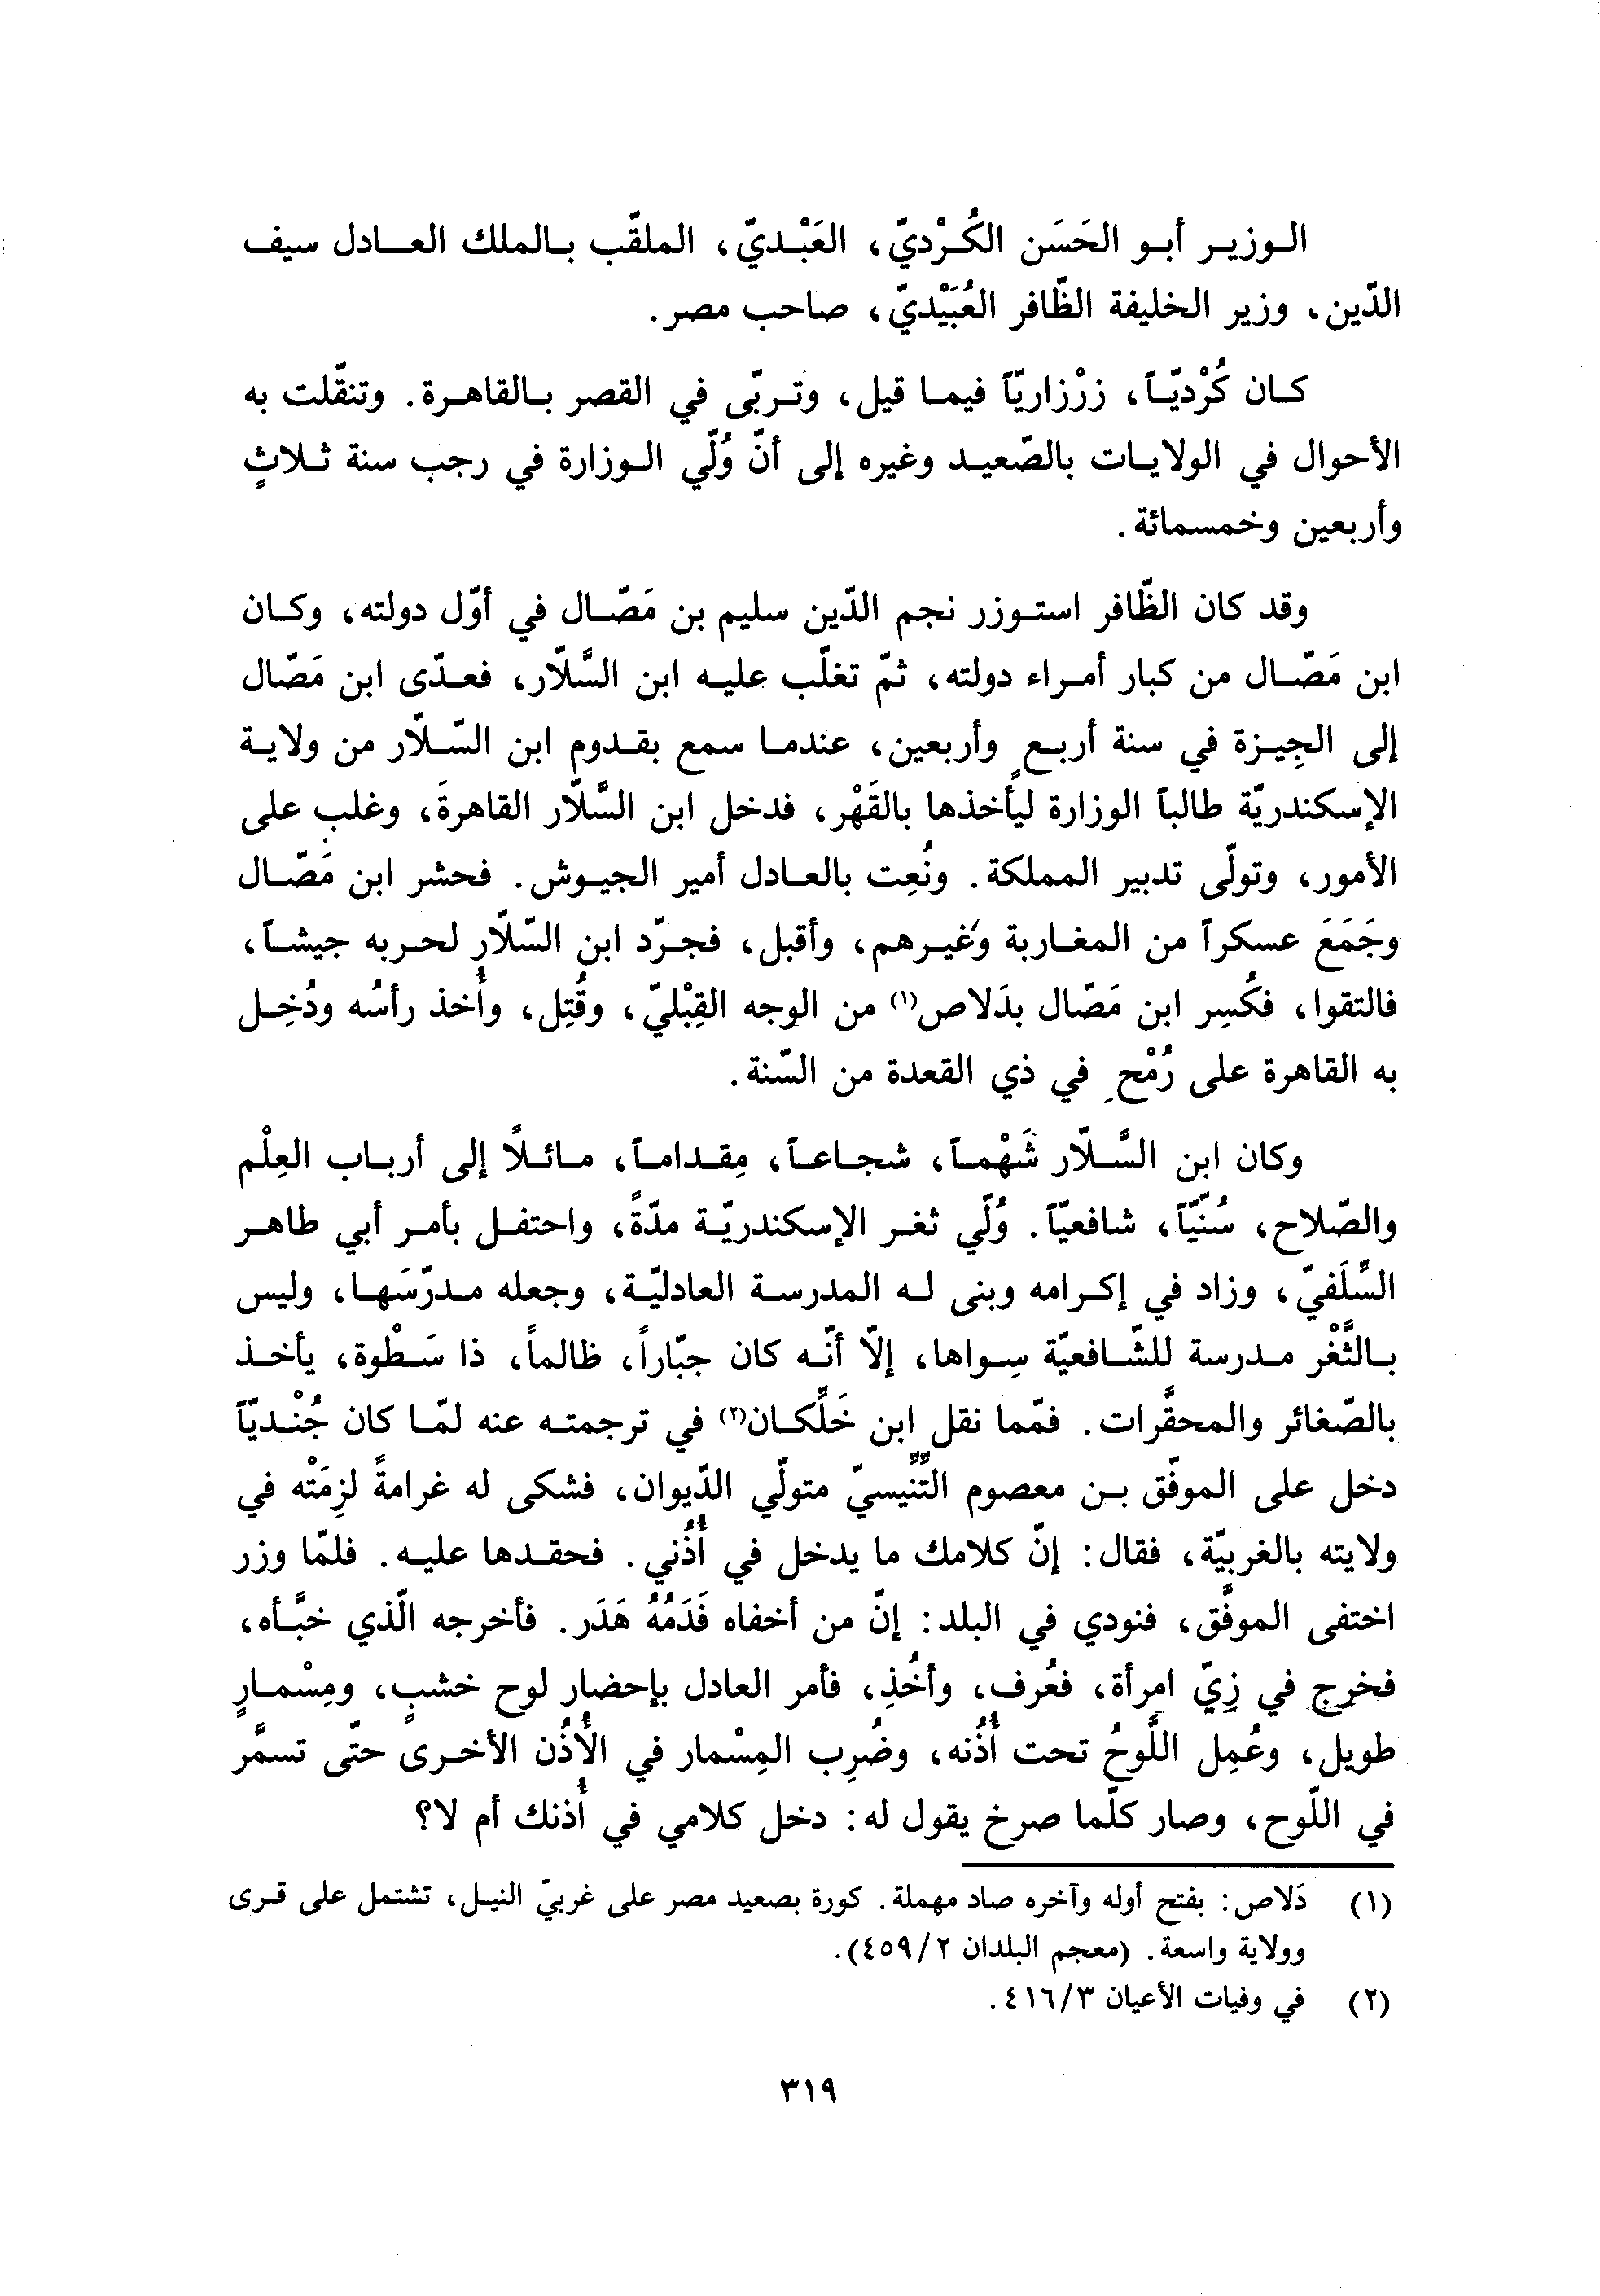 الوزير أبو الحَسَن الكُرْديّ، العَبْديّ، الملقّب بالملك العادل سيف
الدّين، وزير الخليفة الظّافر العُبَيْديّ، صاحب مصر.
كان كُرْديّاً، زرْزاريّاً فيما قيل، وتربّى في القصر بالقاهرة. وتنقّلت به
الأحوال في الولايات بالصّعيد وغيره إلى أنّ وُلّي الوزارة في رجب سنة ثلاثٍ
وأربعين وخمسمائة.
وقد كان الظّافر استوزر نجم الدّين سليم بن مَصّال في أوّل دولته، وكان
ابن مَصّال من كبار أمراء دولته، ثمّ تغلّب عليه ابن السَّلّار، فعدّى ابن مَصّال
إلى الجِيزة في سنة أربعٍ وأربعين، عندما سمع بقدوم ابن السّلّار من ولاية
الإسكندريّة طالباً الوزارة ليأخذها بالقَهْر، فدخل ابن السَّلّار القاهرةَ، وغلب على
الأمور، وتولّى تدبير المملكة. ونُعِت بالعادل أمير الجيوش. فحشر ابن مَصّال
وجَمَعَ عسكراً من المغاربة وغيرهم، وأقبل، فجرّد ابن السّلّار لحربه جيشاً،
فالتقوا، فكُسِر ابن مَصّال بدَلاص(١) من الوجه القِبْليّ، وقُتِل، وأُخذ رأسُه ودُخِل
به القاهرة على رُمْحٍ في ذي القعدة من السّنة.
وكان ابن السَّلّار شَهْماً، شجاعاً، مِقداماً، مائلًا إلى أرباب العِلْم
والصّلاح، سُنّيّاً، شافعيّاً. وُلّي ثغر الإسكندريّة مدّةً، واحتفل بأمر أبي طاهر
السِّلَفيّ، وزاد في إكرامه وبنى له المدرسة العادليّة، وجعله مدرّسَها، وليس
بالثَّغْر مدرسة للشّافعيّة سِواها، إلّا أنّه كان جبّاراً، ظالماً، ذا سَطْوة، يأخذ
بالصّغائر والمحقَّرات. فمّما نقل ابن خَلِّكان(٢) في ترجمته عنه لمّا كان جُنْديّاً
دخل على الموفّق بن معصوم التِّنِّيسيّ متولّي الدّيوان، فشكى له غرامةً لزِمَتْه في
ولايته بالغربيّة، فقال: إنّ كلامك ما يدخل في أُذُني. فحقدها عليه. فلمّا وزر
اختفى الموفَّق، فنودي في البلد: إنّ من أخفاه فَدَمُهُ هَدَر. فأخرجه الّذي خبَّأه،
فخرج في زِيّ امرأة، فعُرف، وأُخُذِ، فأمر العادل بإحضار لوح خشبٍ، ومِسْمارٍ
طويل، وعُمِل اللَّوحُ تحت أُذُنه، وضُرِب المِسْمار في الأُذُن الأخرى حتّى تسمَّر
في اللّوح، وصار كلّما صرخ يقول له: دخل كلامي في أُذنك أم لا؟
(١) دَلاص: بفتح أوله وآخره صاد مهملة. كورة بصعيد مصر على غربيّ النيل، تشتمل على قرى
وولاية واسعة. (معجم البلدان ٢/٤٥٩).
(٢) في وفيات الأعيان ٣/٤١٦.
٣١٩